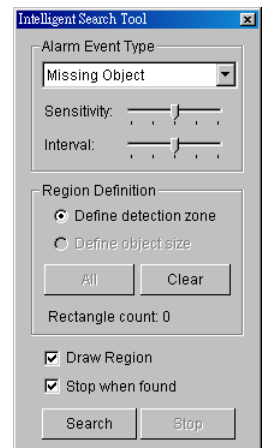 Intelligent Search Tool
Alarm Event Type
Missing Object
Sensitivity:
Interval:
Region Definition
Define detection zone
Define object size
All Clear
Rectangle count: 0
Draw Region
Stop when found
Search Stop